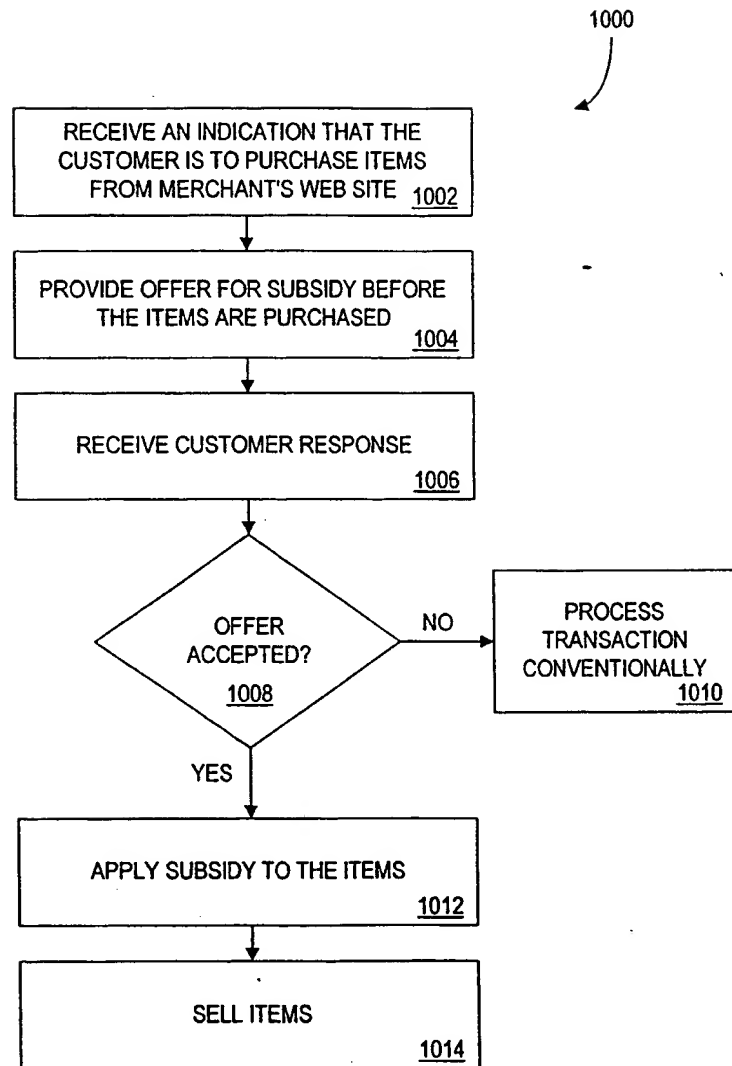 1000
RECEIVE AN INDICATION THAT THE
CUSTOMER IS TO PURCHASE ITEMS
FROM MERCHANT'S WEB SITE
1002
PROVIDE OFFER FOR SUBSIDY BEFORE
THE ITEMS ARE PURCHASED
1004
RECEIVE CUSTOMER RESPONSE
1006
OFFER
ACCEPTED?
1008
NO
PROCESS
TRANSACTION
CONVENTIONALLY
1010
YES
APPLY SUBSIDY TO THE ITEMS
1012
SELL ITEMS
1014